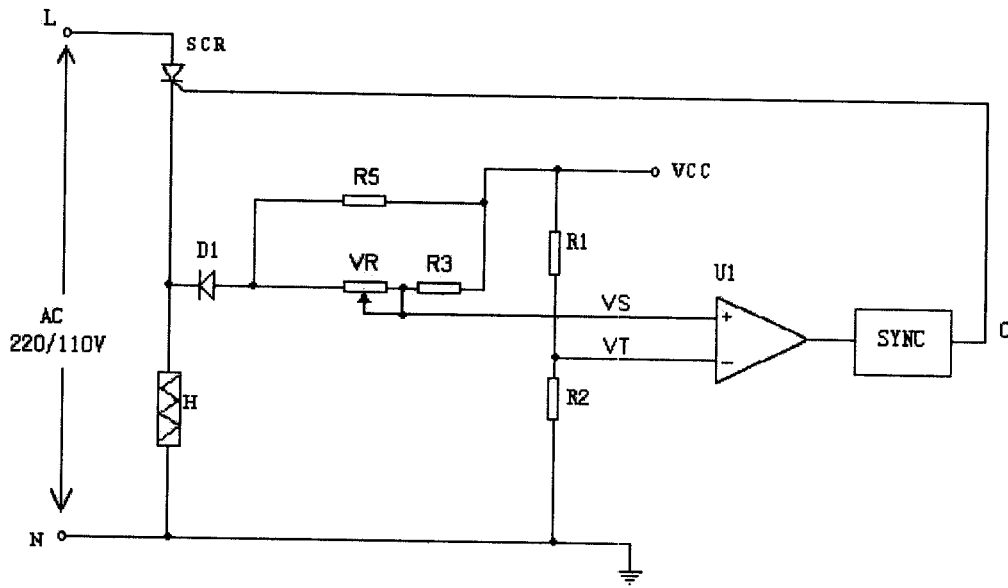 L
SCR
R5
VCC
D1
VR
R3
R1
U1
AC
220/110V
VS
+
SYNC
VT
−
H
R2
N